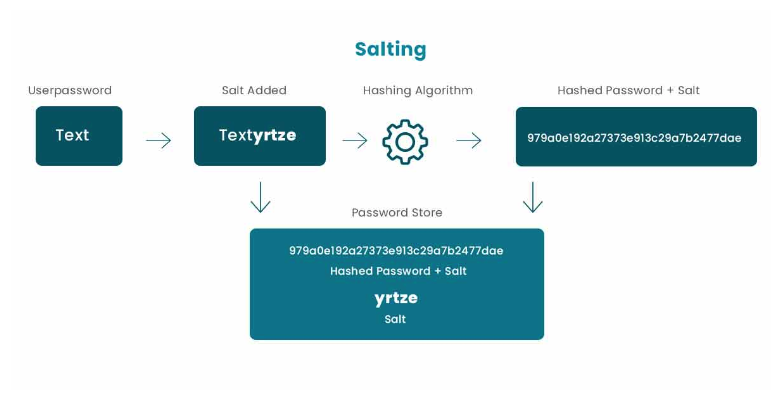 Salting
Userpassword
Salt Added
Hashing Algorithm
Hashed Password + Salt
Text
Textyrtze
979a0e192a27373e913c29a7b2477dae
Password Store
979a0e192a27373e913c29a7b2477dae
Hashed Password + Salt
yrtze
Salt